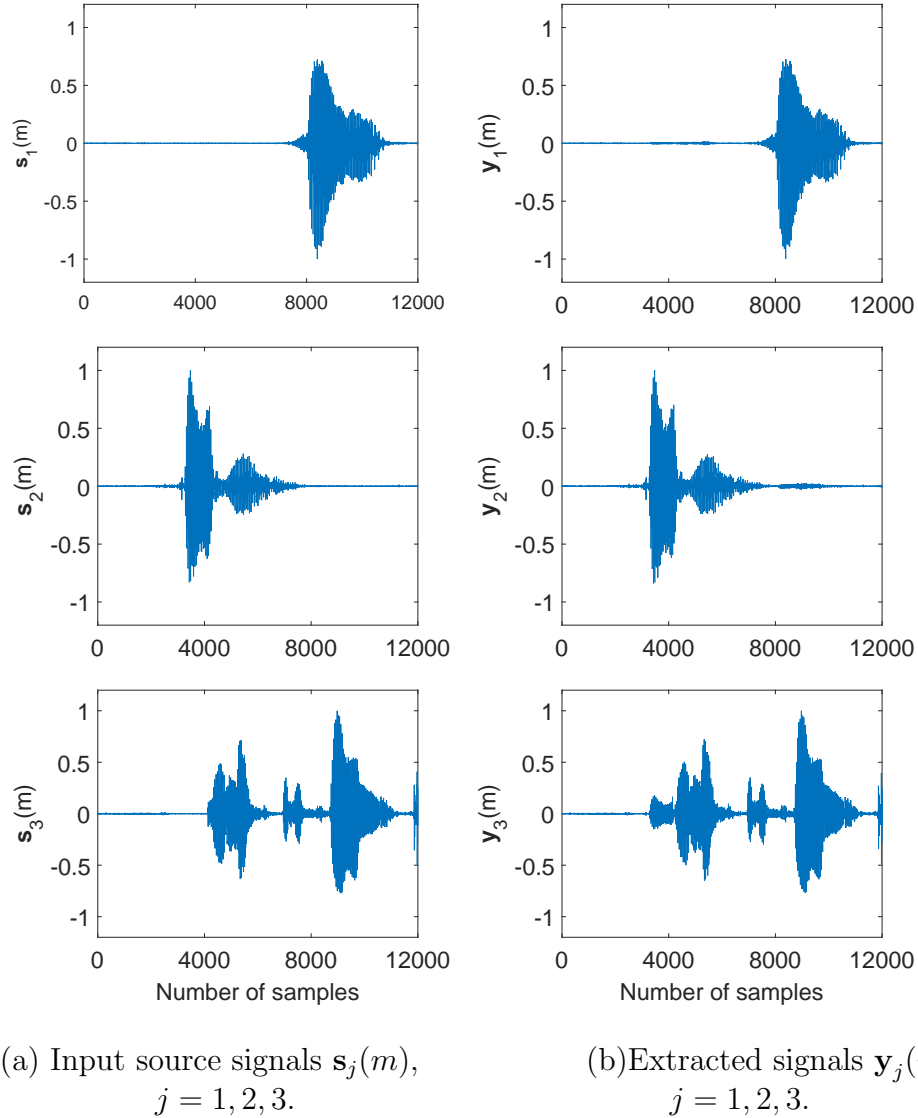 1
0.5
0
-0.5
-1
s1(m)
0 4000 8000 12000
1
0.5
0
-0.5
-1
y1(m)
0 4000 8000 12000
1
0.5
0
-0.5
-1
s2(m)
0 4000 8000 12000
1
0.5
0
-0.5
-1
y2(m)
0 4000 8000 12000
1
0.5
0
-0.5
-1
s3(m)
0 4000 8000 12000
Number of samples
1
0.5
0
-0.5
-1
y3(m)
0 4000 8000 12000
Number of samples
(a) Input source signals sj(m),
j = 1, 2, 3.
(b)Extracted signals yj(
j = 1, 2, 3.